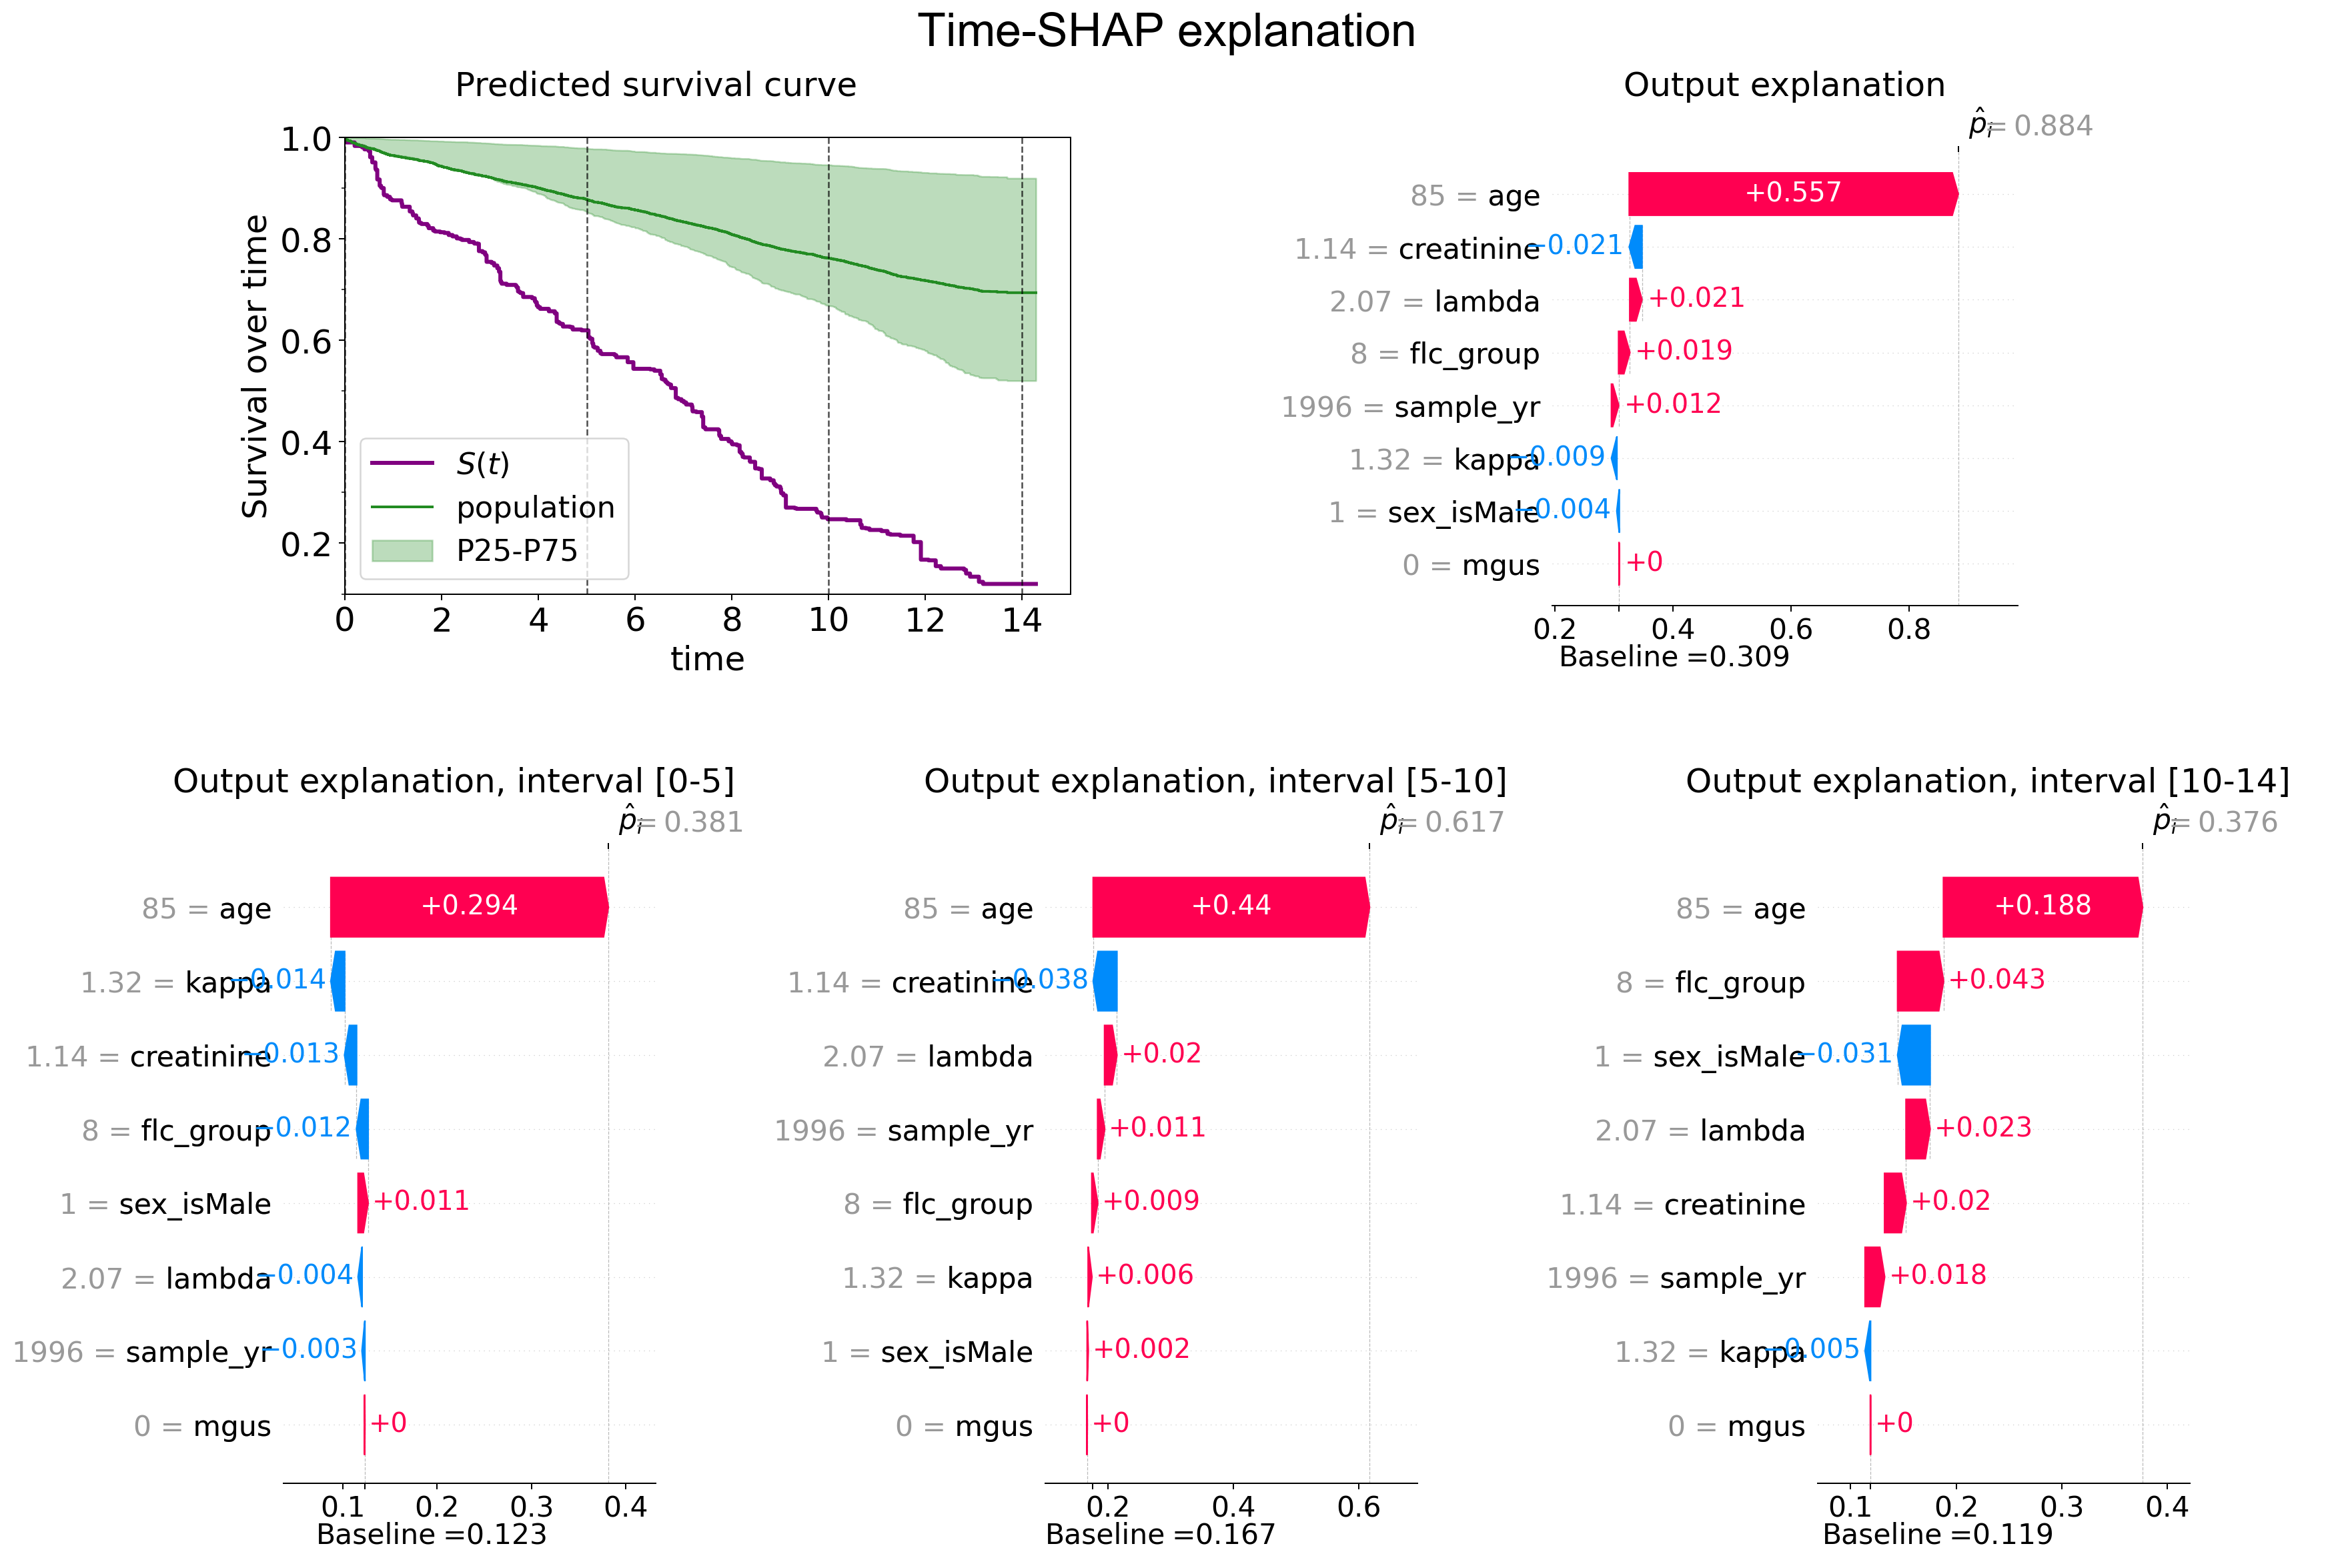 Time-SHAP explanation
Predicted survival curve
1.0
0.8
0.6
0.4
0.2
Survival over time
S(t)
population
P25-P75
0 2 4 6 8 10 12 14
time
Output explanation
p̂i = 0.884
85 = age +0.557
1.14 = creatinine −0.021
2.07 = lambda +0.021
8 = flc_group +0.019
1996 = sample_yr +0.012
1.32 = kappa −0.009
1 = sex_isMale −0.004
0 = mgus +0
0.2 0.4 0.6 0.8
Baseline =0.309
Output explanation, interval [0-5]
p̂i = 0.381
85 = age +0.294
1.32 = kappa −0.014
1.14 = creatinine −0.013
8 = flc_group −0.012
1 = sex_isMale +0.011
2.07 = lambda −0.004
1996 = sample_yr −0.003
0 = mgus +0
0.1 0.2 0.3 0.4
Baseline =0.123
Output explanation, interval [5-10]
p̂i = 0.617
85 = age +0.44
1.14 = creatinine −0.038
2.07 = lambda +0.02
1996 = sample_yr +0.011
8 = flc_group +0.009
1.32 = kappa +0.006
1 = sex_isMale +0.002
0 = mgus +0
0.2 0.4 0.6
Baseline =0.167
Output explanation, interval [10-14]
p̂i = 0.376
85 = age +0.188
8 = flc_group +0.043
1 = sex_isMale −0.031
2.07 = lambda +0.023
1.14 = creatinine +0.02
1996 = sample_yr +0.018
1.32 = kappa −0.005
0 = mgus +0
0.1 0.2 0.3 0.4
Baseline =0.119